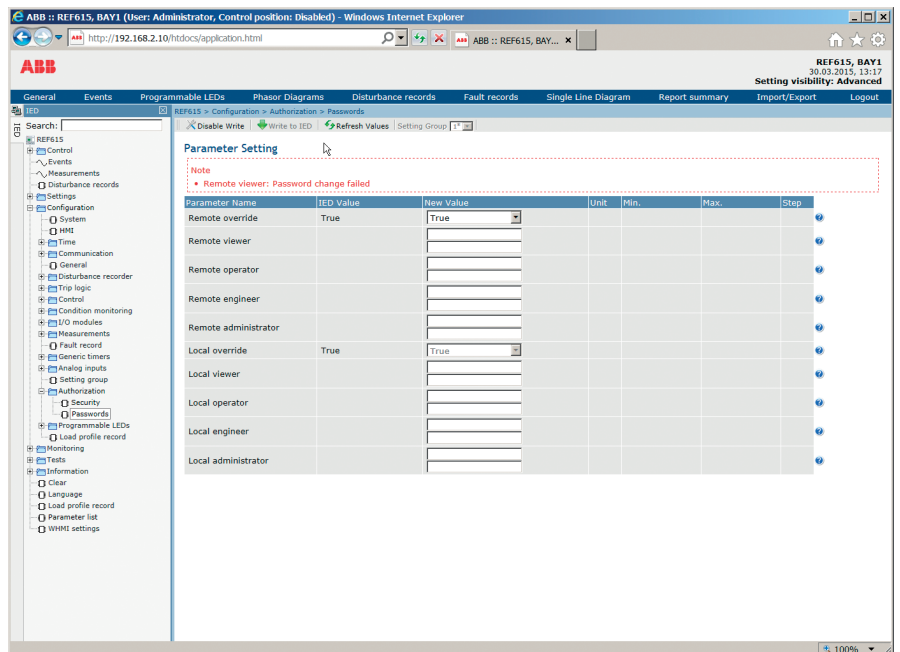 ABB :: REF615, BAY1 (User: Administrator, Control position: Disabled) - Windows Internet Explorer
http://192.168.2.10/htdocs/application.html
ABB :: REF615, BAY...
ABB
REF615, BAY1
30.03.2015, 13:17
Setting visibility: Advanced
General Events Programmable LEDs Phasor Diagrams Disturbance records Fault records Single Line Diagram Report summary Import/Export Logout
IED
IED
REF615 > Configuration > Authorization > Passwords
Search:
Disable Write Write to IED Refresh Values Setting Group 1*
REF615
Control
Events
Measurements
Disturbance records
Settings
Configuration
System
HMI
Time
Communication
General
Disturbance recorder
Trip logic
Control
Condition monitoring
I/O modules
Measurements
Fault record
Generic timers
Analog inputs
Setting group
Authorization
Security
Passwords
Programmable LEDs
Load profile record
Monitoring
Tests
Information
Clear
Language
Load profile record
Parameter list
WHMI settings
Parameter Setting
Note
• Remote viewer: Password change failed
Parameter Name IED Value New Value Unit Min. Max. Step
Remote override True True
Remote viewer
Remote operator
Remote engineer
Remote administrator
Local override True True
Local viewer
Local operator
Local engineer
Local administrator
100%